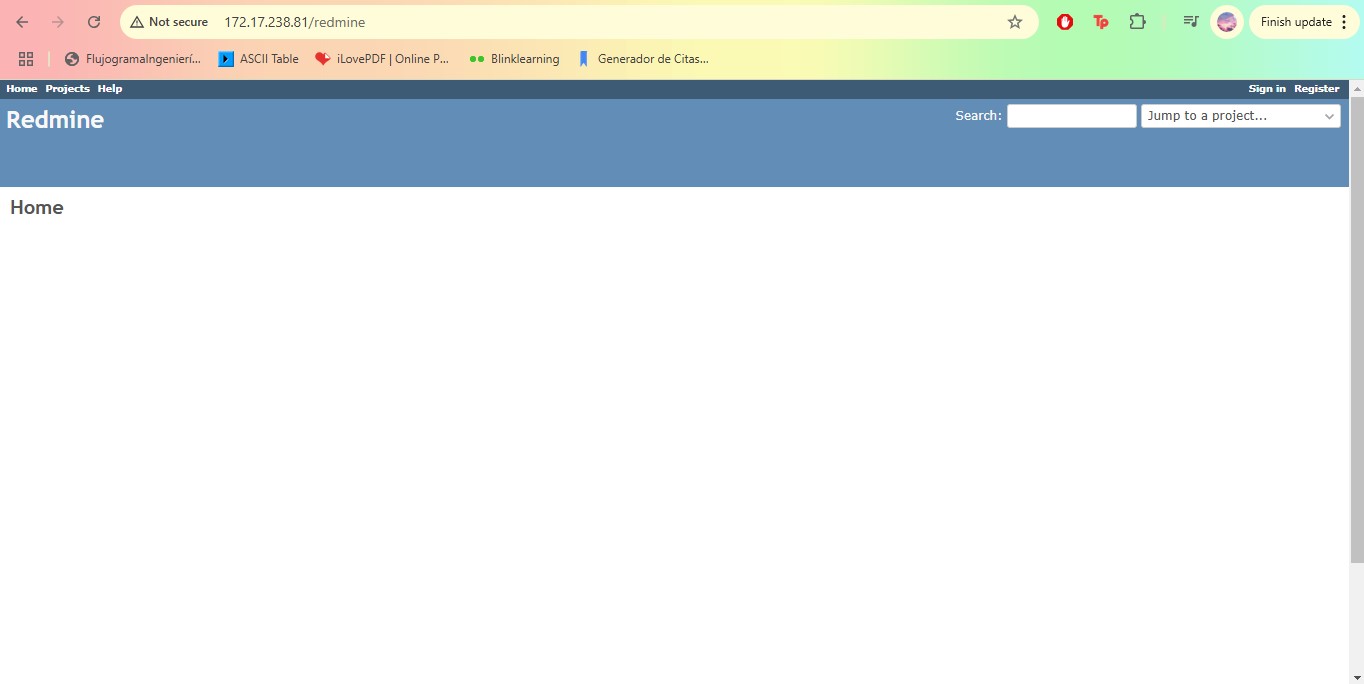 Not secure 172.17.238.81/redmine Finish update
FlujogramaIngenierí... ASCII Table iLovePDF | Online P... Blinklearning Generador de Citas...
Home Projects Help Sign in Register
Redmine Search: Jump to a project...
Home